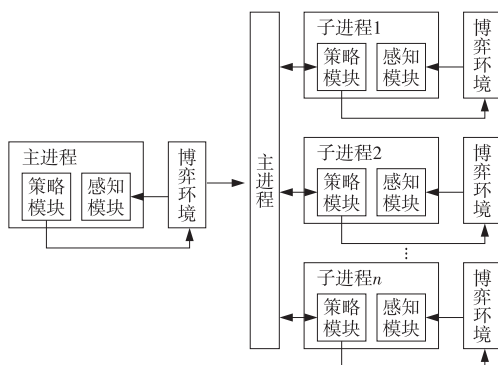 主进程
策略
模块
感知
模块
博弈环境
主进程
子进程1
策略
模块
感知
模块
博弈环境
子进程2
策略
模块
感知
模块
博弈环境
子进程n
策略
模块
感知
模块
博弈环境